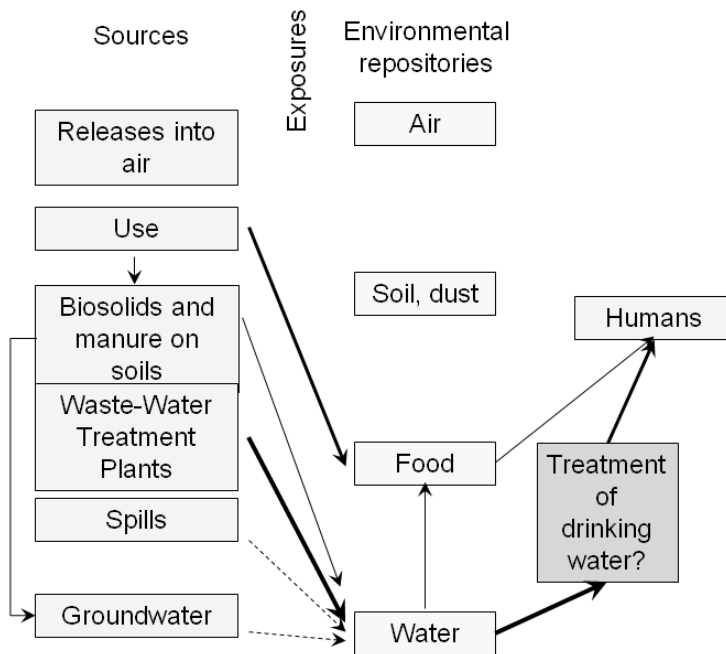 Sources
Exposures
Environmental
repositories
Releases into
air
Air
Use
Soil, dust
Biosolids and
manure on
soils
Humans
Waste-Water
Treatment
Plants
Food
Treatment
of
drinking
water?
Spills
Groundwater
Water